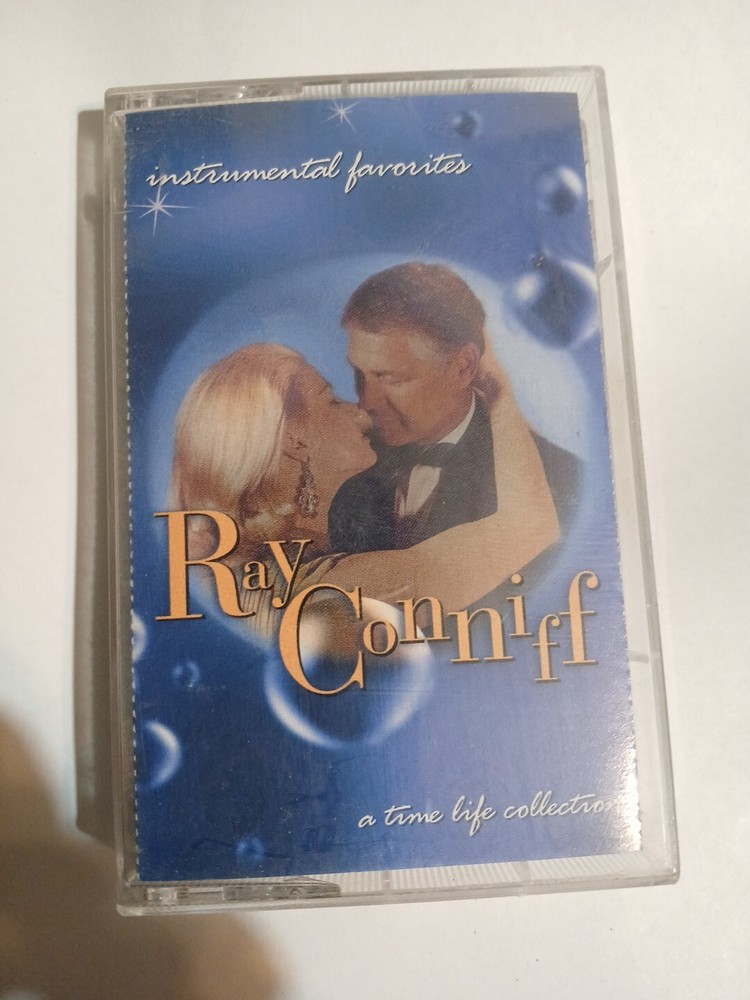 instrumental favorites
Ray
Conniff
a time life collection